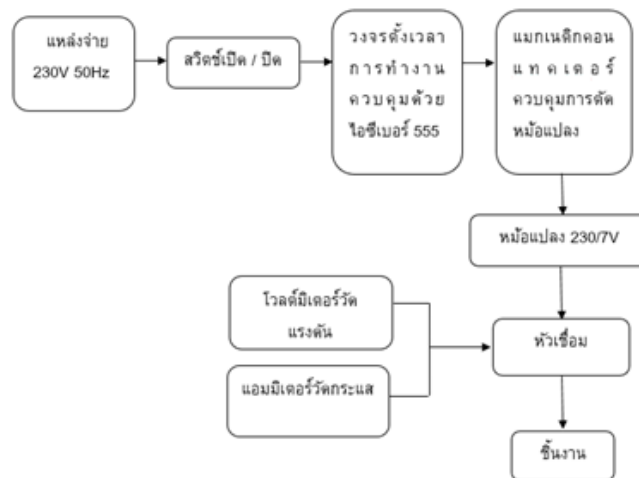 แหล่งจ่าย
230V 50Hz
สวิตช์เปิด / ปิด
วงจรตั้งเวลา
การทำงาน
ควบคุมด้วย
ไอซีเบอร์ 555
แมกเนติกคอน
แทคเตอร์
ควบคุมการตัด
หม้อแปลง
หม้อแปลง 230/7V
โวลต์มิเตอร์วัด
แรงดัน
แอมมิเตอร์วัดกระแส
หัวเชื่อม
ชิ้นงาน